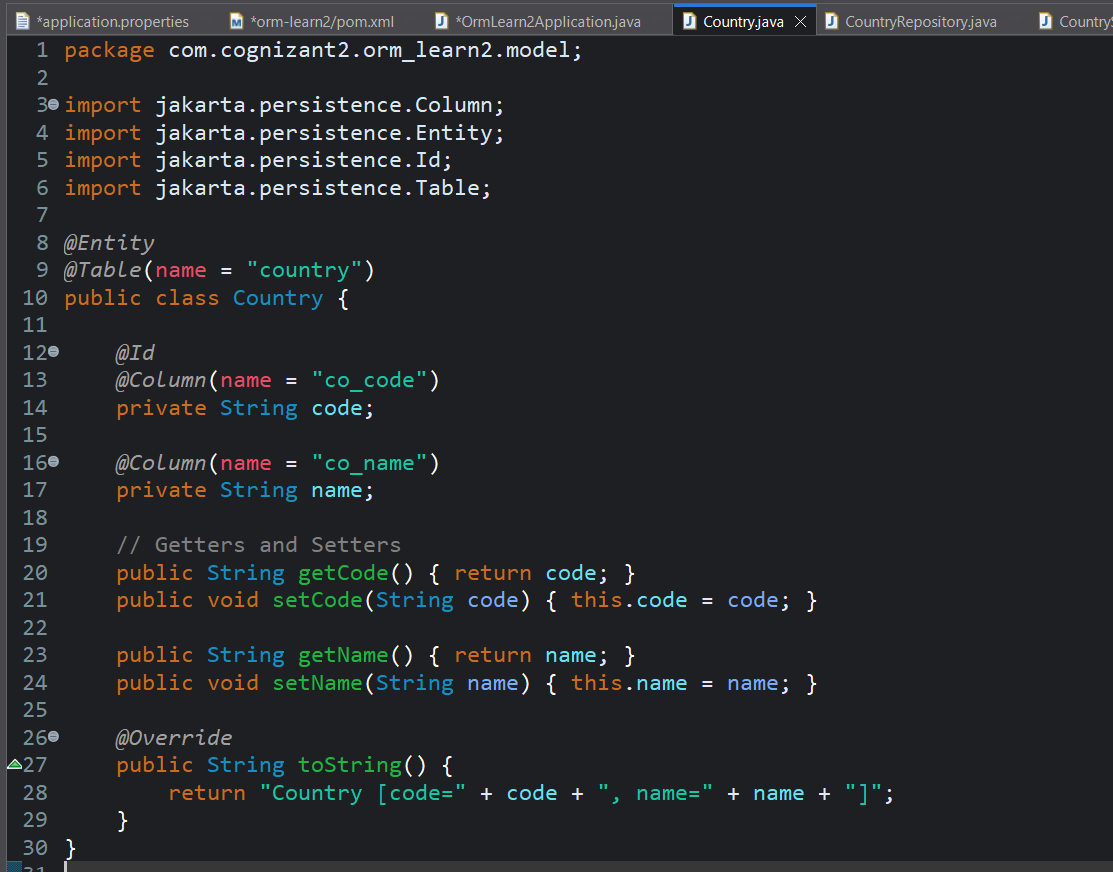 *application.properties *orm-learn2/pom.xml *OrmLearn2Application.java Country.java CountryRepository.java
1 package com.cognizant2.orm_learn2.model;
2
3 import jakarta.persistence.Column;
4 import jakarta.persistence.Entity;
5 import jakarta.persistence.Id;
6 import jakarta.persistence.Table;
7
8 @Entity
9 @Table(name = "country")
10 public class Country {
11
12 @Id
13 @Column(name = "co_code")
14 private String code;
15
16 @Column(name = "co_name")
17 private String name;
18
19 // Getters and Setters
20 public String getCode() { return code; }
21 public void setCode(String code) { this.code = code; }
22
23 public String getName() { return name; }
24 public void setName(String name) { this.name = name; }
25
26 @Override
27 public String toString() {
28 return "Country [code=" + code + ", name=" + name + "]";
29 }
30 }